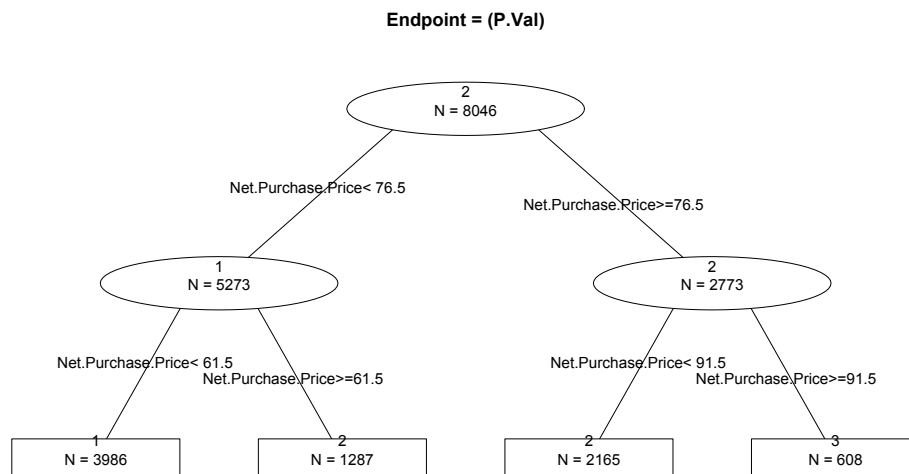 Endpoint = (P.Val)
2
N = 8046
Net.Purchase.Price< 76.5
Net.Purchase.Price>=76.5
1
N = 5273
2
N = 2773
Net.Purchase.Price< 61.5
Net.Purchase.Price>=61.5
Net.Purchase.Price< 91.5
Net.Purchase.Price>=91.5
1
N = 3986
2
N = 1287
2
N = 2165
3
N = 608